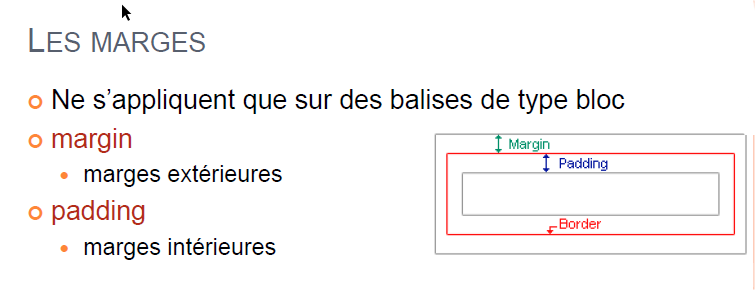 LES MARGES
Ne s'appliquent que sur des balises de type bloc
margin
marges extérieures
padding
marges intérieures
Margin
Padding
Border